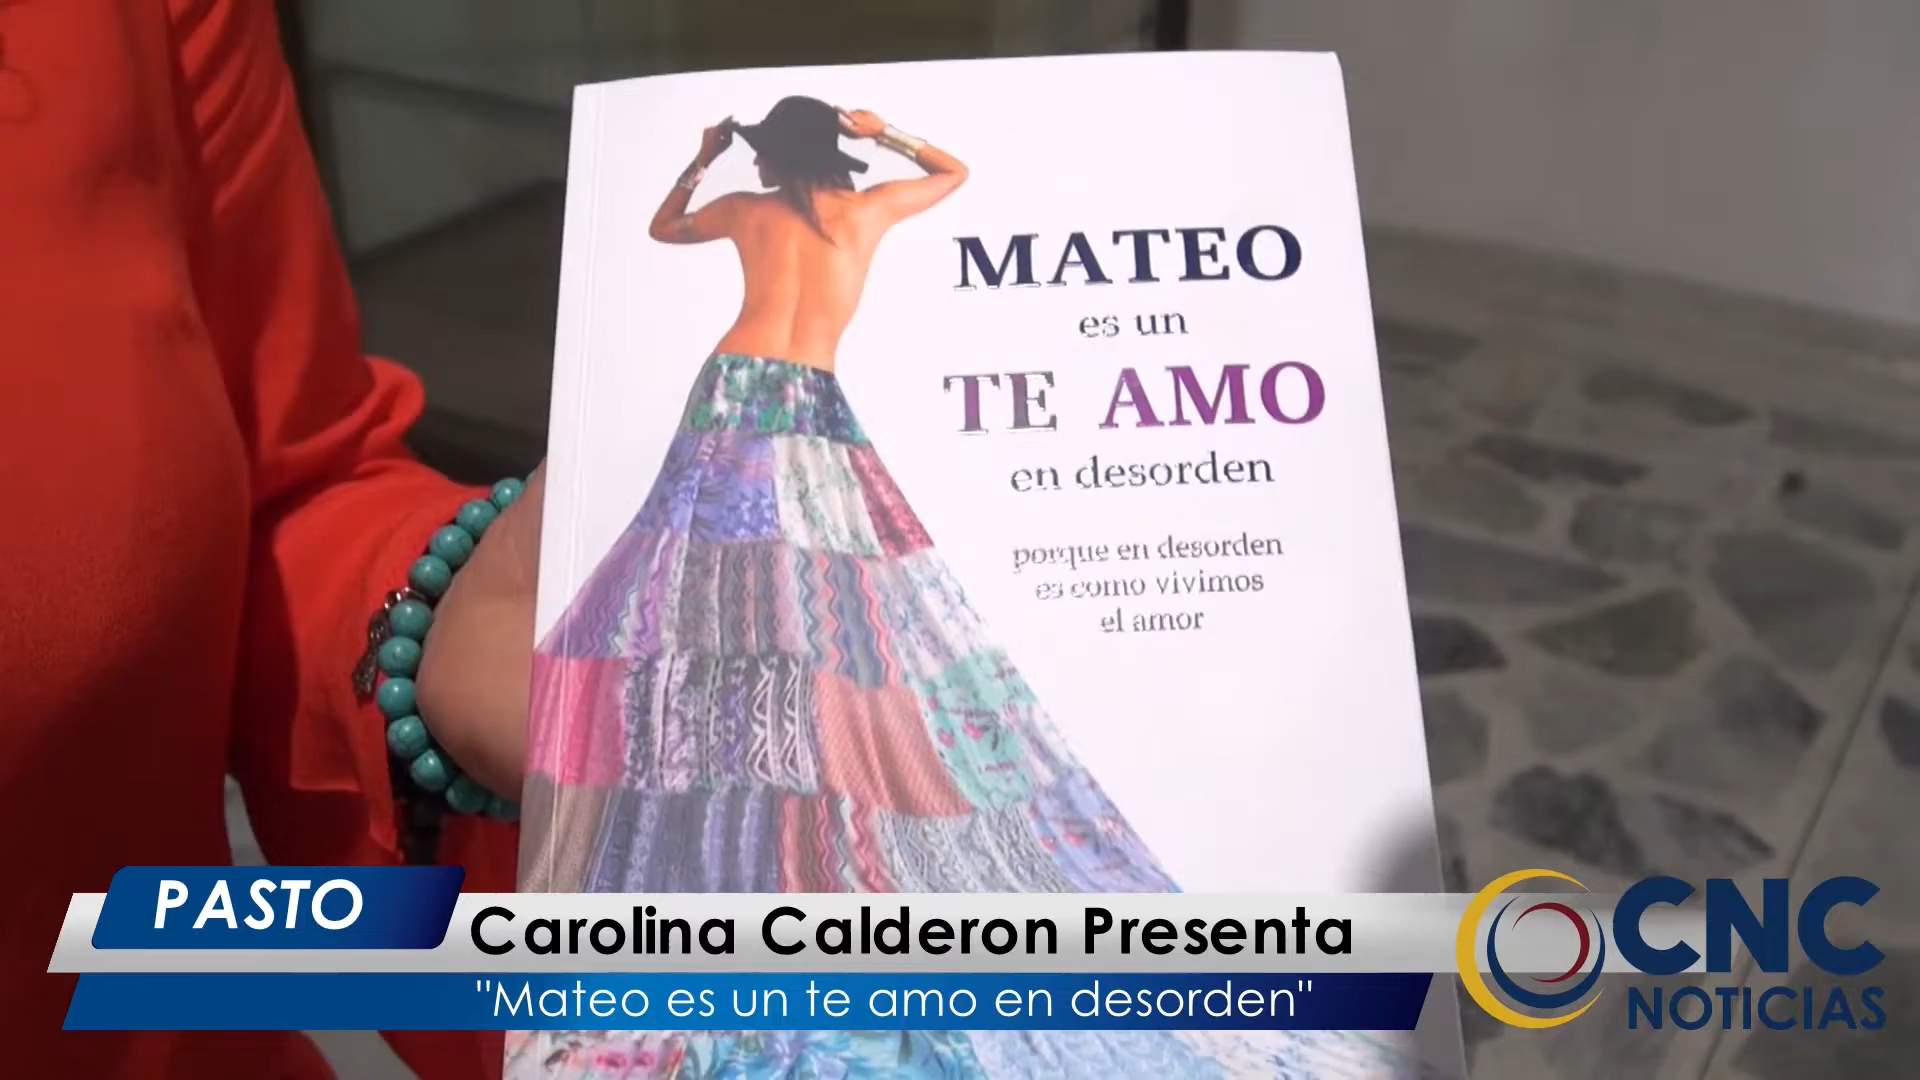 MATEO
es un
TE AMO
en desorden
porque en desorden
es como vivimos
el amor
PASTO
Carolina Calderon Presenta
"Mateo es un te amo en desorden"
CNC
NOTICIAS